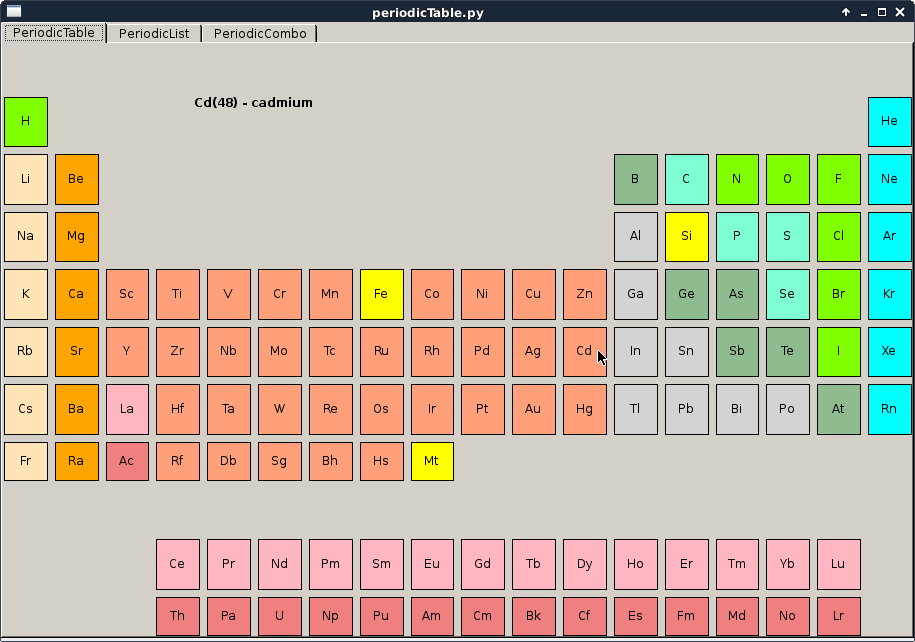 periodicTable.py
PeriodicTable PeriodicList PeriodicCombo
Cd(48) - cadmium
H He
Li Be B C N O F Ne
Na Mg Al Si P S Cl Ar
K Ca Sc Ti V Cr Mn Fe Co Ni Cu Zn Ga Ge As Se Br Kr
Rb Sr Y Zr Nb Mo Tc Ru Rh Pd Ag Cd In Sn Sb Te I Xe
Cs Ba La Hf Ta W Re Os Ir Pt Au Hg Tl Pb Bi Po At Rn
Fr Ra Ac Rf Db Sg Bh Hs Mt
Ce Pr Nd Pm Sm Eu Gd Tb Dy Ho Er Tm Yb Lu
Th Pa U Np Pu Am Cm Bk Cf Es Fm Md No Lr